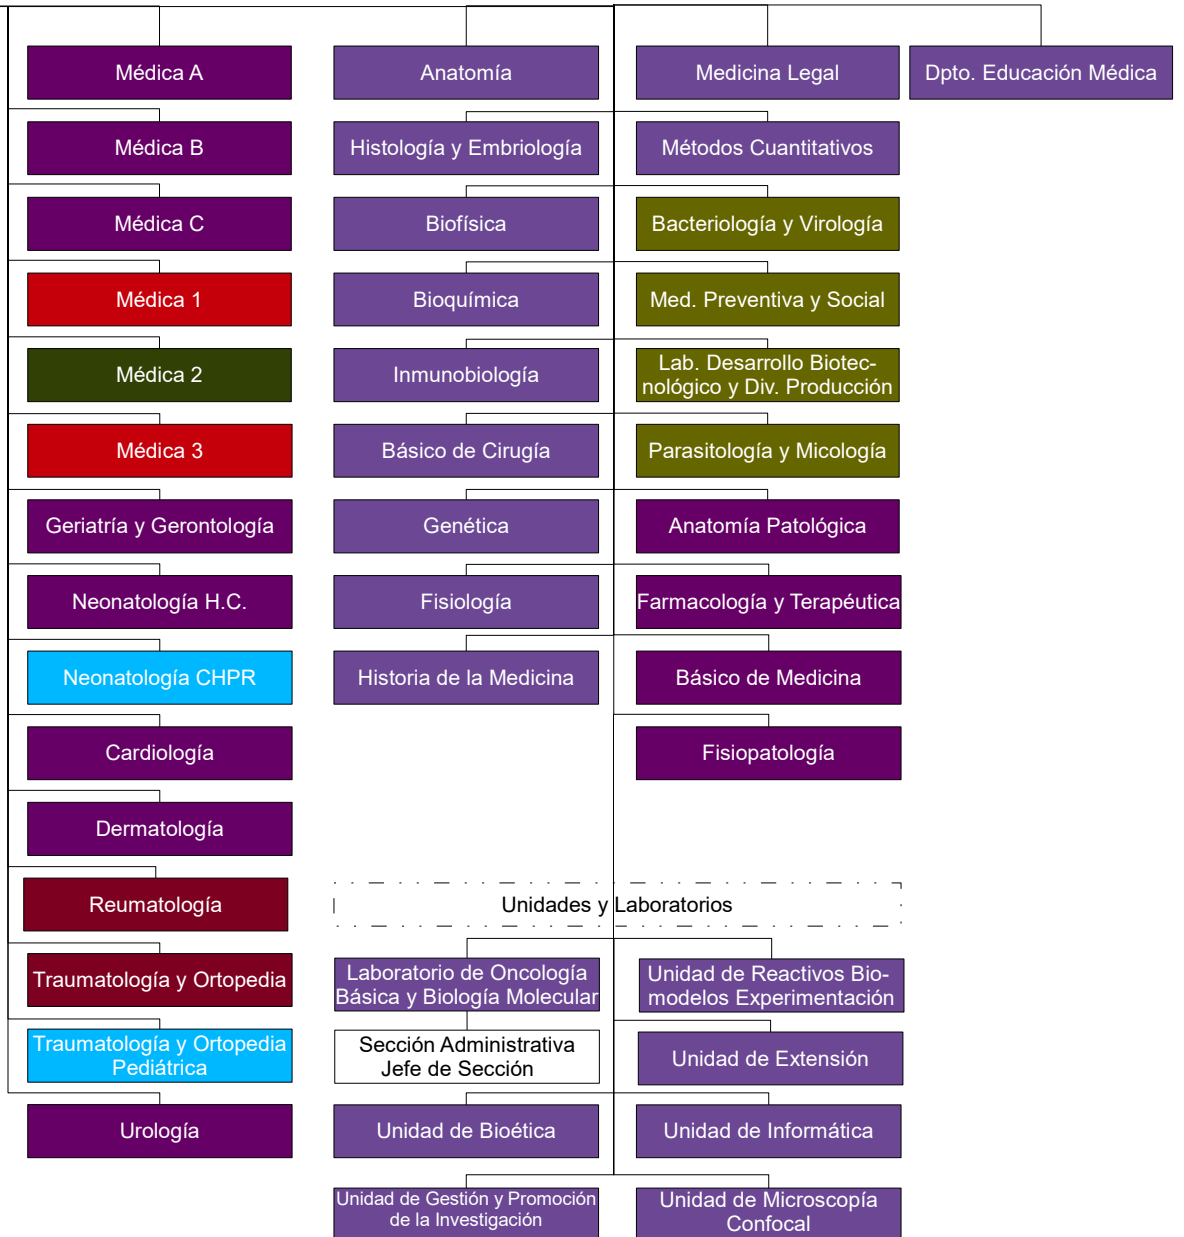 Médica A
Anatomía
Medicina Legal
Dpto. Educación Médica
Médica B
Histología y Embriología
Métodos Cuantitativos
Médica C
Biofísica
Bacteriología y Virología
Médica 1
Bioquímica
Med. Preventiva y Social
Médica 2
Inmunobiología
Lab. Desarrollo Biotec-
nológico y Div. Producción
Médica 3
Básico de Cirugía
Parasitología y Micología
Geriatría y Gerontología
Genética
Anatomía Patológica
Neonatología H.C.
Fisiología
Farmacología y Terapéutica
Neonatología CHPR
Historia de la Medicina
Básico de Medicina
Cardiología
Fisiopatología
Dermatología
Reumatología
Unidades y Laboratorios
Traumatología y Ortopedia
Laboratorio de Oncología
Básica y Biología Molecular
Unidad de Reactivos Bio-
modelos Experimentación
Traumatología y Ortopedia
Pediátrica
Sección Administrativa
Jefe de Sección
Unidad de Extensión
Urología
Unidad de Bioética
Unidad de Informática
Unidad de Gestión y Promoción
de la Investigación
Unidad de Microscopía
Confocal